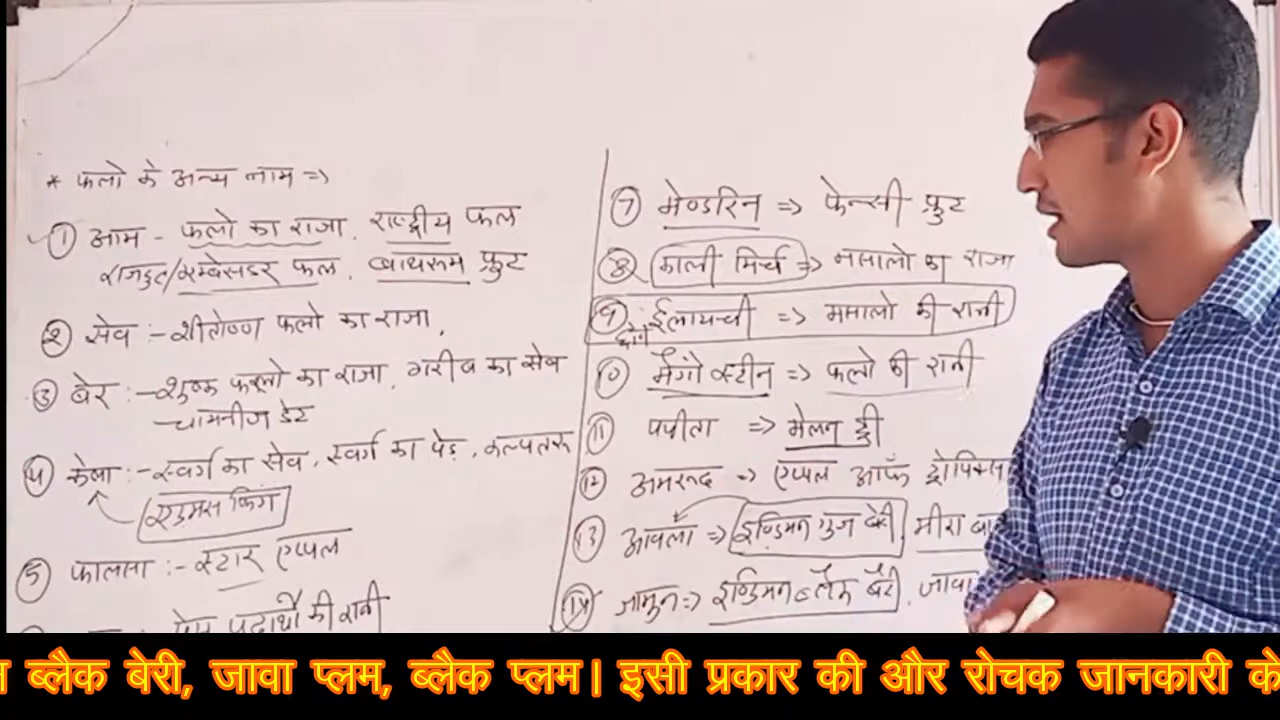 * फलो के अन्य नाम =>
① आम - फलो का राजा, राष्ट्रीय फल
राजदुत/एम्बेसडर फल, बाथरूम फ्रुट
② सेव :- शीतोष्ण फलो का राजा,
③ बेर :- शुष्क फलो का राजा, गरीब का सेव
- चायनीज डेट
④ केला :- स्वर्ग का सेव, स्वर्ग का पेड़, कल्पतरू
एडमस फिग
⑤ फालसा :- स्टार एप्पल
पेय पदार्थों की रानी
⑦ मेण्डरिन => फेन्सी फ्रुट
⑧ काली मिर्च => मसालो का राजा
⑨ ईलायची => मसालो की रानी
⑩ मैंगो स्टीन => फलो की रानी
⑪ पपीता => मेलन ट्री
⑫ अमरूद => एप्पल ऑफ ट्रोपिक्स
⑬ आवला => इण्डियन गुज बेरी, मीरा
⑭ जामुन => इण्डियन ब्लैक बैरी, जावा
ब्लैक बेरी, जावा प्लम, ब्लैक प्लम। इसी प्रकार की और रोचक जानकारी के